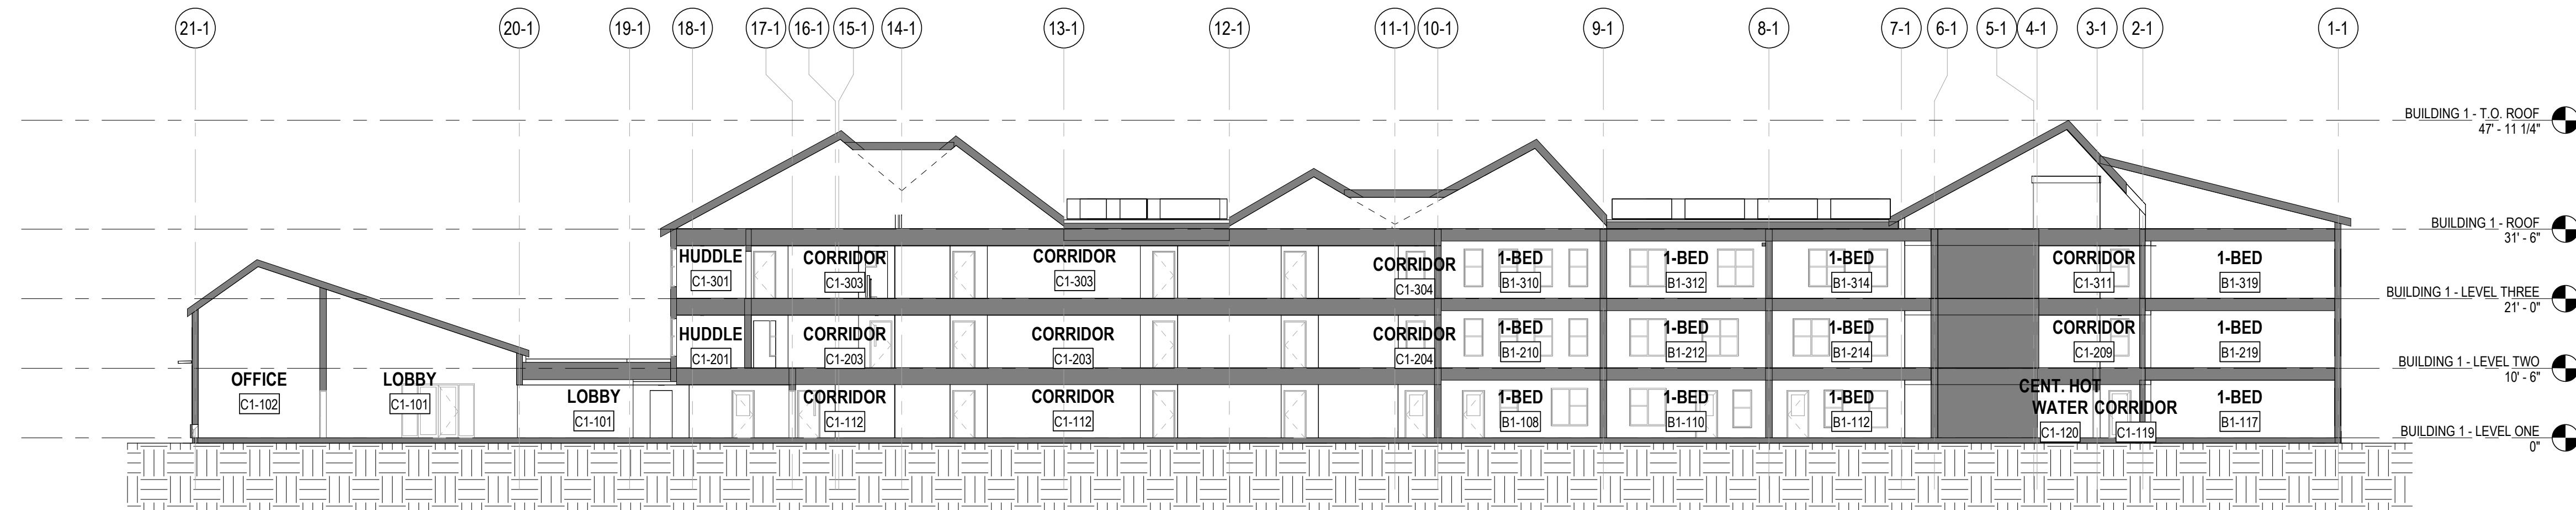 21-1 20-1 19-1 18-1 17-1 16-1 15-1 14-1 13-1 12-1 11-1 10-1 9-1 8-1 7-1 6-1 5-1 4-1 3-1 2-1 1-1
BUILDING 1 - T.O. ROOF
47' - 11 1/4"
BUILDING 1 - ROOF
31' - 6"
HUDDLE CORRIDOR CORRIDOR CORRIDOR 1-BED 1-BED 1-BED CORRIDOR 1-BED
C1-301 C1-303 C1-303 C1-304 B1-310 B1-312 B1-314 C1-311 B1-319
BUILDING 1 - LEVEL THREE
21' - 0"
HUDDLE CORRIDOR CORRIDOR CORRIDOR 1-BED 1-BED 1-BED CORRIDOR 1-BED
C1-201 C1-203 C1-203 C1-204 B1-210 B1-212 B1-214 C1-209 B1-219
BUILDING 1 - LEVEL TWO
10' - 6"
OFFICE LOBBY LOBBY CORRIDOR CORRIDOR 1-BED 1-BED 1-BED CENT. HOT
WATER CORRIDOR 1-BED
C1-102 C1-101 C1-101 C1-112 C1-112 B1-108 B1-110 B1-112 C1-120 C1-119 B1-117
BUILDING 1 - LEVEL ONE
0"